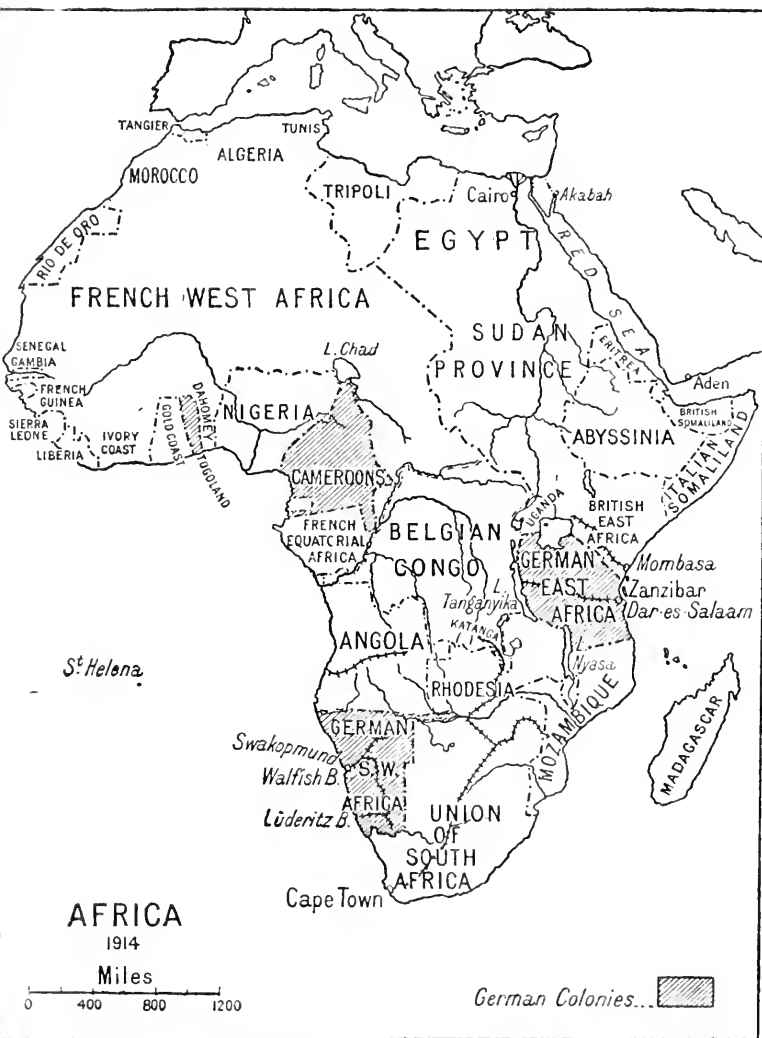 TANGIER
TUNIS
ALGERIA
MOROCCO
TRIPOLI
Cairo
Akabah
RIO DE ORO
EGYPT
RED SEA
FRENCH WEST AFRICA
SUDAN
PROVINCE
ERITREA
Aden
SENEGAL
GAMBIA
FRENCH
GUINEA
SIERRA
LEONE
LIBERIA
IVORY
COAST
GOLD COAST
DAHOMEY
TOGOLAND
L. Chad
NIGERIA
CAMEROONS
ABYSSINIA
BRITISH
SOMALILAND
ITALIAN
SOMALILAND
UGANDA
BRITISH
EAST
AFRICA
FRENCH
EQUATORIAL
AFRICA
BELGIAN
CONGO
GERMAN
EAST
AFRICA
Mombasa
Zanzibar
Dar-es-Salaam
L.
Tanganyika
KATANGA
ANGOLA
L.
Nyasa
St Helena
RHODESIA
MOZAMBIQUE
MADAGASCAR
GERMAN
S.W.
AFRICA
Swakopmund
Walfish B.
Lüderitz B.
UNION
OF
SOUTH
AFRICA
Cape Town
AFRICA
1914
Miles
0 400 800 1200
German Colonies...